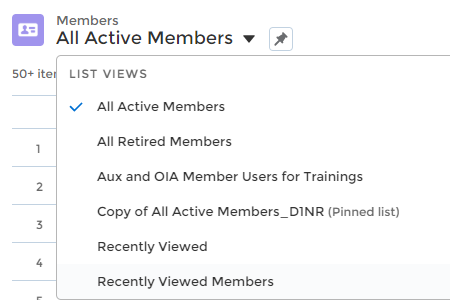 Members
All Active Members
50+ iter
LIST VIEWS
All Active Members
1
All Retired Members
2
Aux and OIA Member Users for Trainings
3
Copy of All Active Members_D1NR (Pinned list)
4
Recently Viewed
Recently Viewed Members